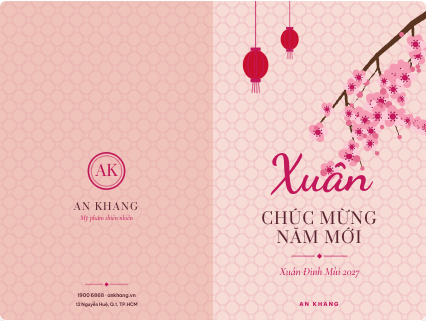 AK
AN KHANG
Mỹ phẩm thiên nhiên
1900 6868 · ankhang.vn
12 Nguyễn Huệ, Q.1, TP. HCM
Xuân
CHÚC MỪNG
NĂM MỚI
Xuân Đinh Mùi 2027
AN KHANG